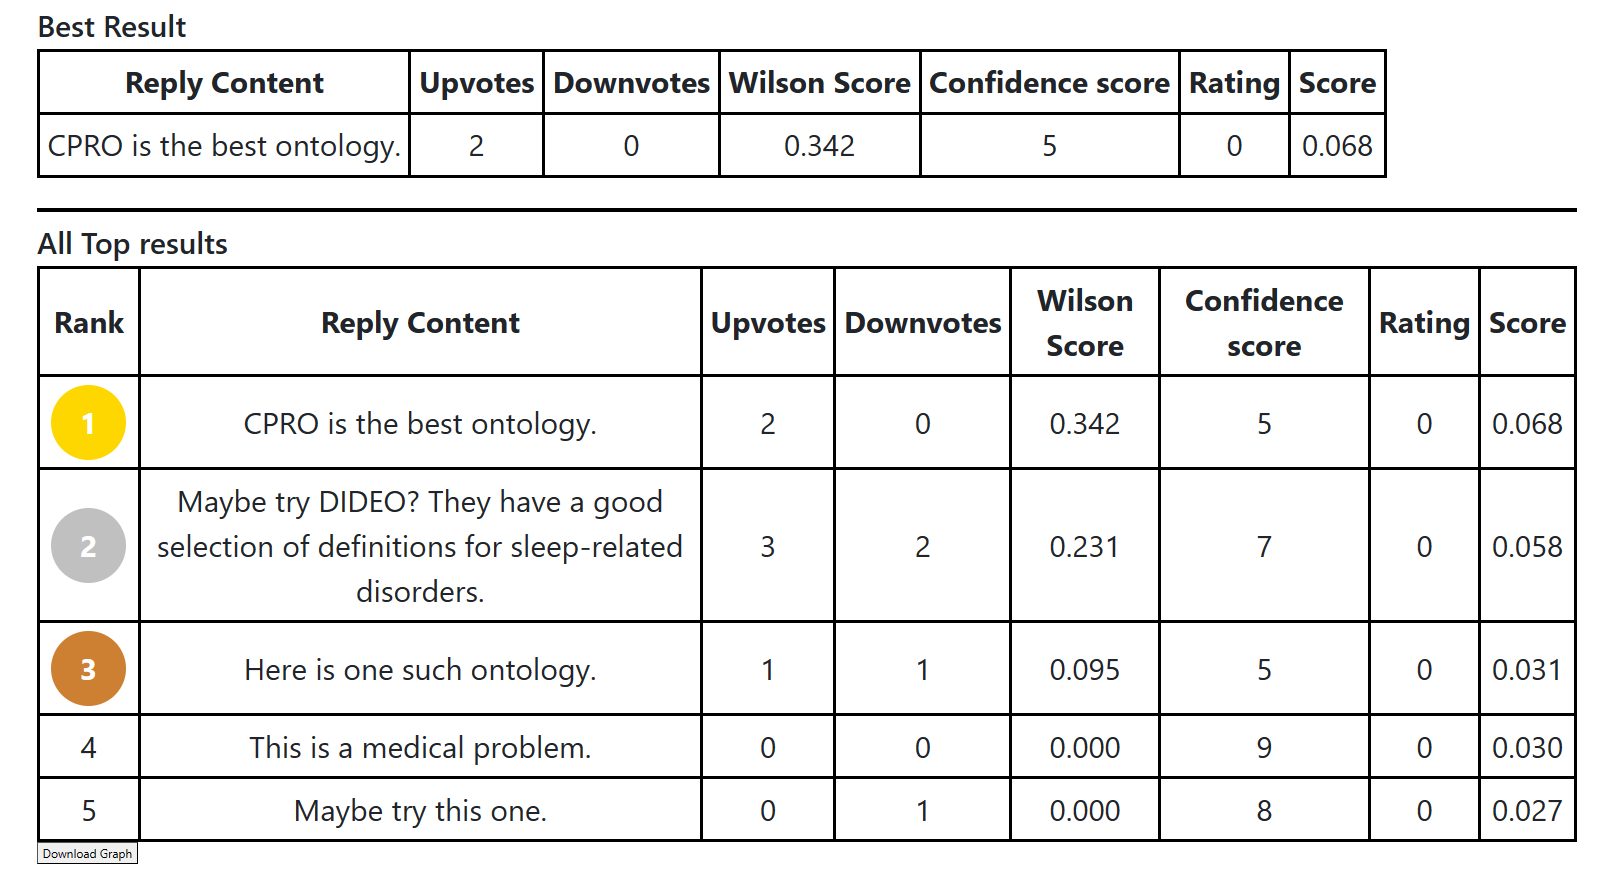 Best Result
Reply Content Upvotes Downvotes Wilson Score Confidence score Rating Score
CPRO is the best ontology. 2 0 0.342 5 0 0.068
All Top results
Rank Reply Content Upvotes Downvotes Wilson Score Confidence score Rating Score
1 CPRO is the best ontology. 2 0 0.342 5 0 0.068
2 Maybe try DIDEO? They have a good selection of definitions for sleep-related disorders. 3 2 0.231 7 0 0.058
3 Here is one such ontology. 1 1 0.095 5 0 0.031
4 This is a medical problem. 0 0 0.000 9 0 0.030
5 Maybe try this one. 0 1 0.000 8 0 0.027
Download Graph